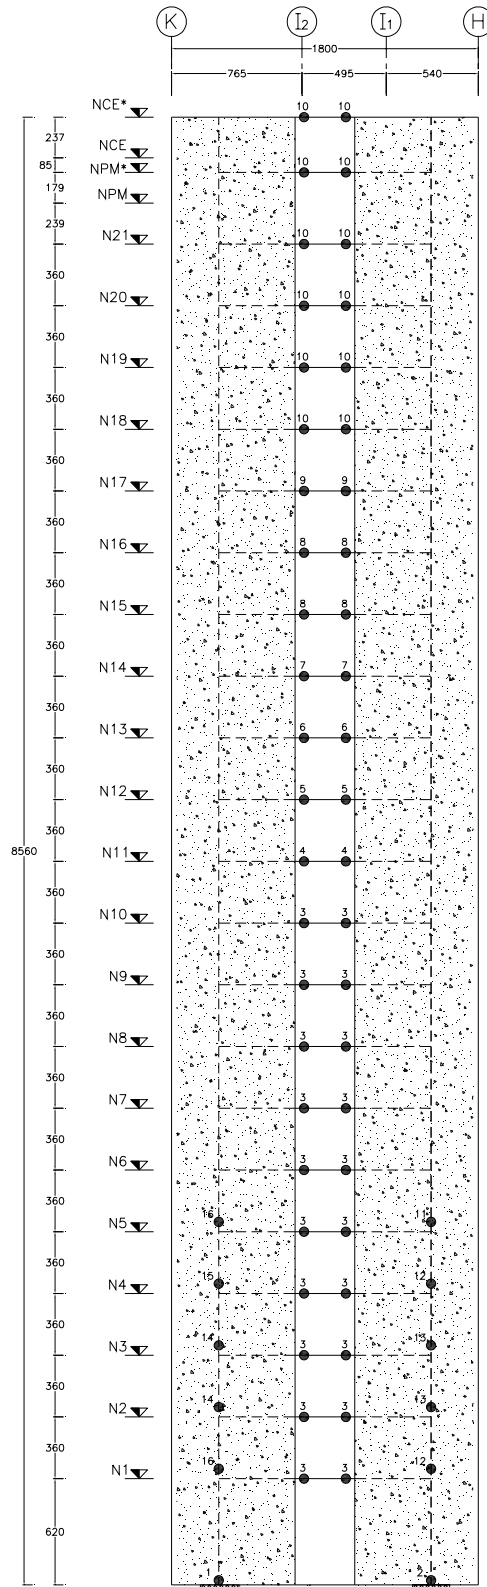 K I2 I1 H
1800
765 495 540
NCE* 10 10
237
NCE
85
NPM* 10 10
179
NPM
239
N21 10 10
360
N20 10 10
360
N19 10 10
360
N18 10 10
360
N17 9 9
360
N16 8 8
360
N15 8 8
360
N14 7 7
360
N13 6 6
360
N12 5 5
360
8560
N11 4 4
360
N10 3 3
360
N9 3 3
360
N8 3 3
360
N7 3 3
360
N6 3 3
360
16 11
N5 3 3
360
15 12
N4 3 3
360
14 13
N3 3 3
360
14 13
N2 3 3
360
16 12
N1 3 3
620
1 2